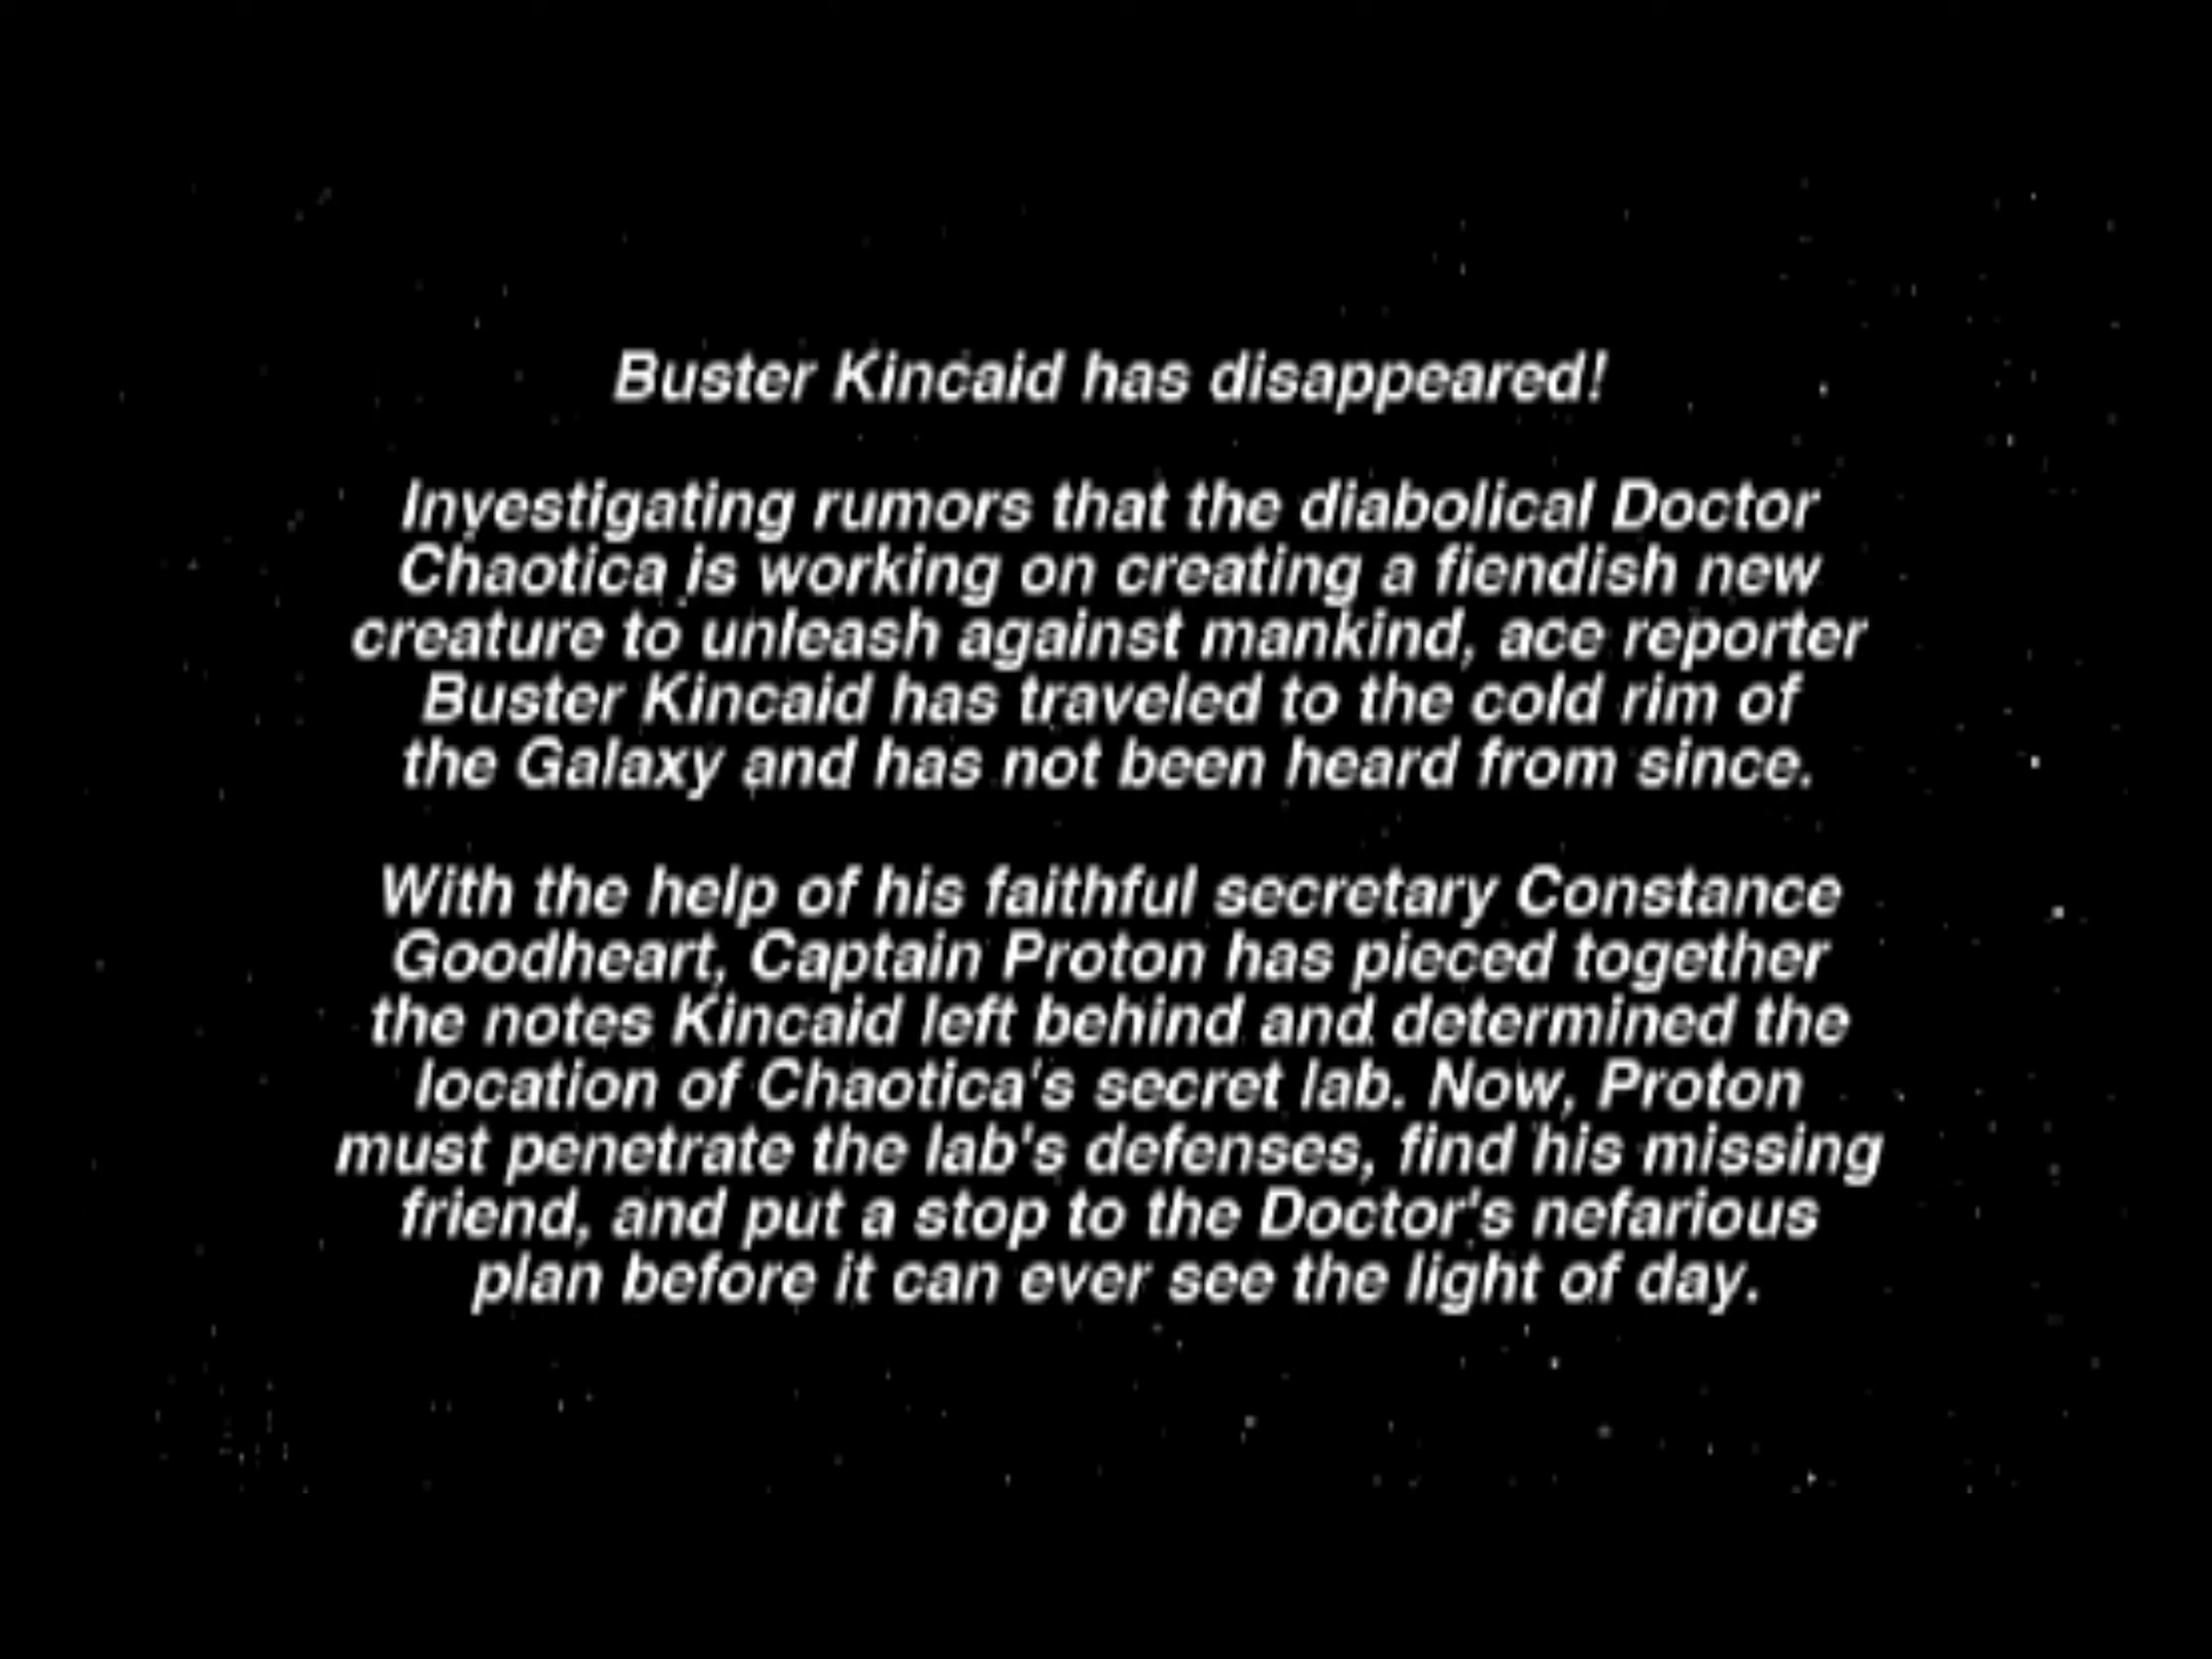 Buster Kincaid has disappeared!
Investigating rumors that the diabolical Doctor
Chaotica is working on creating a fiendish new
creature to unleash against mankind, ace reporter
Buster Kincaid has traveled to the cold rim of
the Galaxy and has not been heard from since.
With the help of his faithful secretary Constance
Goodheart, Captain Proton has pieced together
the notes Kincaid left behind and determined the
location of Chaotica's secret lab. Now, Proton
must penetrate the lab's defenses, find his missing
friend, and put a stop to the Doctor's nefarious
plan before it can ever see the light of day.